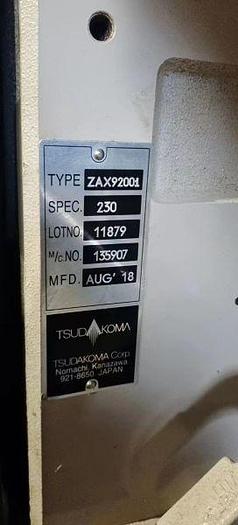 TYPE ZAX9200i
SPEC. 230
LOTNO. 11879
M/C.NO. 135907
MFD. AUG' 18
TSUDAKOMA
TSUDAKOMA Corp.
Nomachi, Kanazawa
921-8650 JAPAN